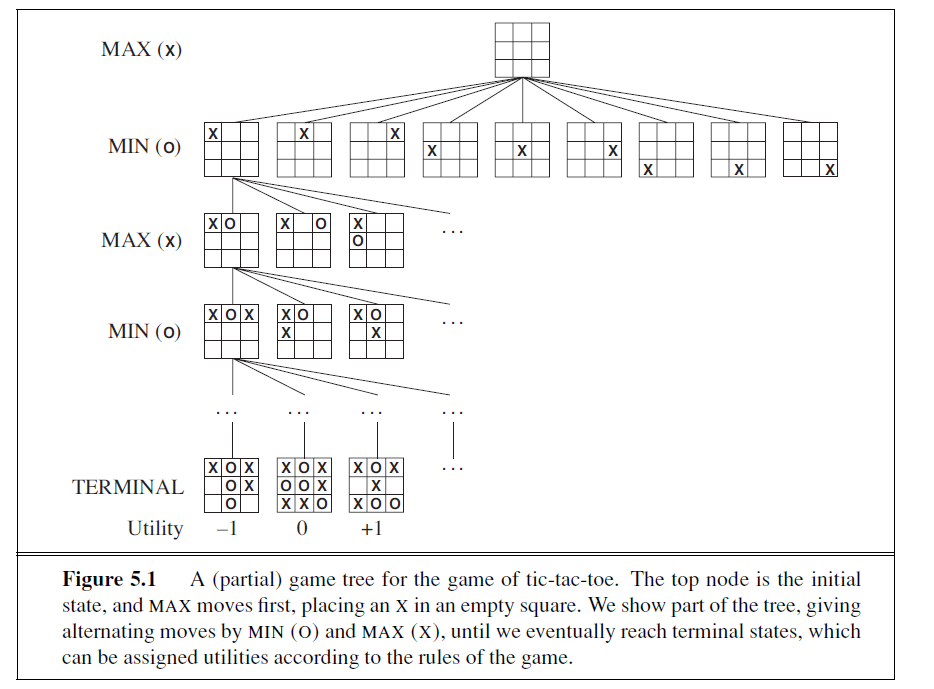 MAX (X)
MIN (O)
X X X X X X X X X
MAX (X)
X O X O X
O
...
MIN (O)
X O X X O X O
X X
...
... ... ... ...
TERMINAL
X O X X O X X O X
O X O O X X
O X X O X O O
...
Utility –1 0 +1
Figure 5.1 A (partial) game tree for the game of tic-tac-toe. The top node is the initial
state, and MAX moves first, placing an X in an empty square. We show part of the tree, giving
alternating moves by MIN (O) and MAX (X), until we eventually reach terminal states, which
can be assigned utilities according to the rules of the game.